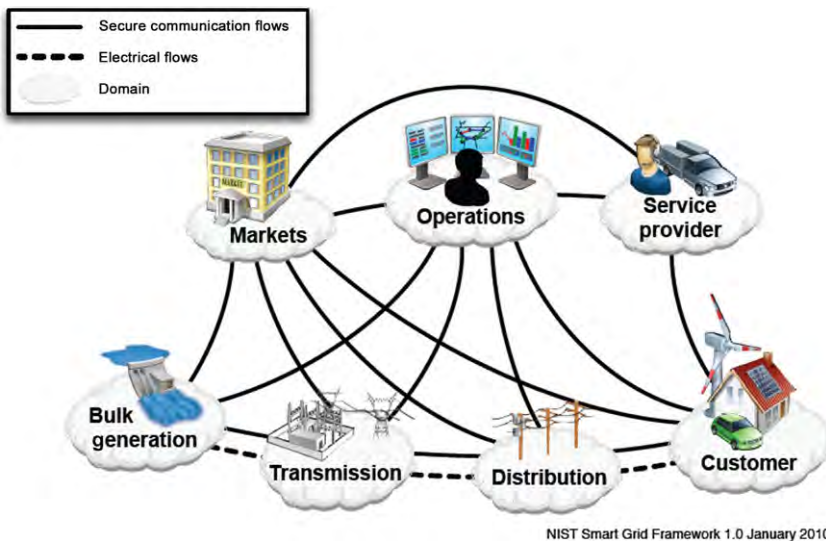 Secure communication flows
Electrical flows
Domain
MARKET
Markets
Operations
Service
provider
Bulk
generation
Transmission
Distribution
Customer
NIST Smart Grid Framework 1.0 January 2010